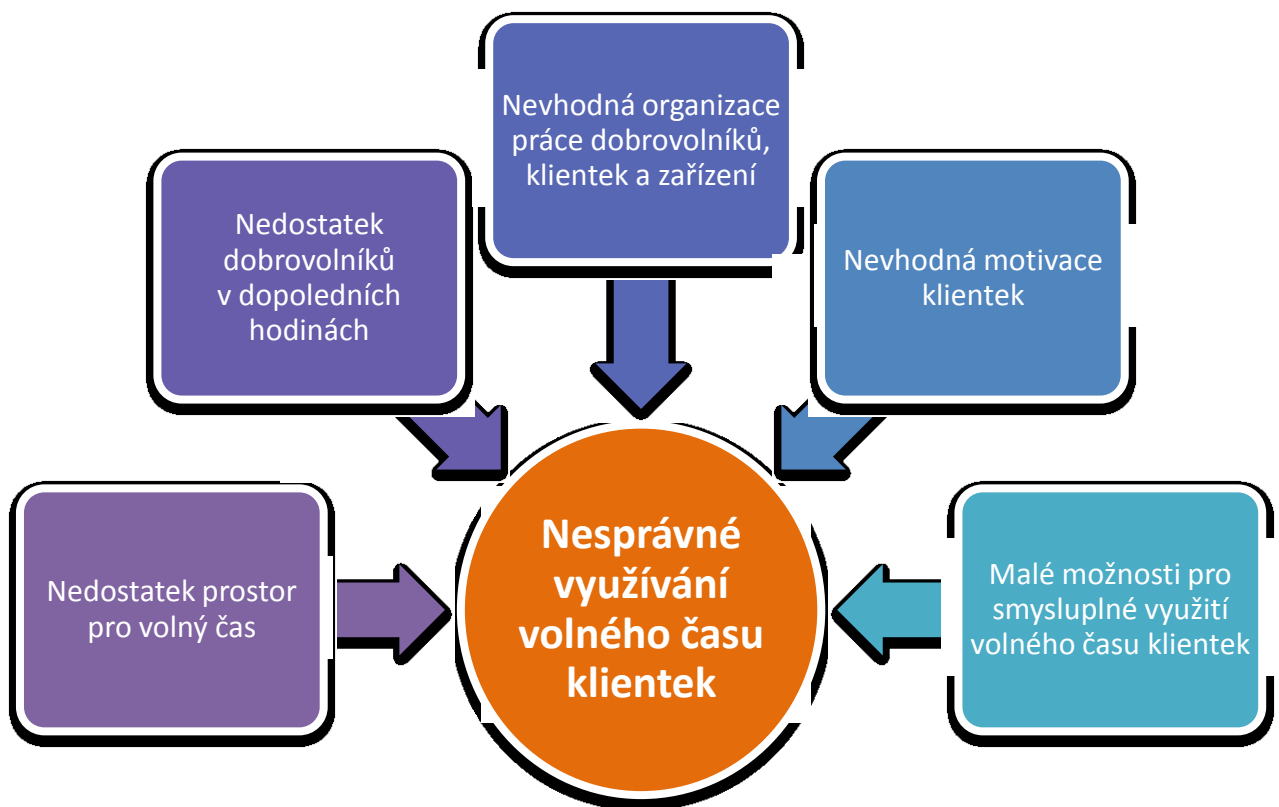 Nevhodná organizace
práce dobrovolníků,
klientek a zařízení
Nedostatek
dobrovolníků
v dopoledních
hodinách
Nevhodná motivace
klientek
Nedostatek prostor
pro volný čas
Nesprávné
využívání
volného času
klientek
Malé možnosti pro
smysluplné využití
volného času klientek